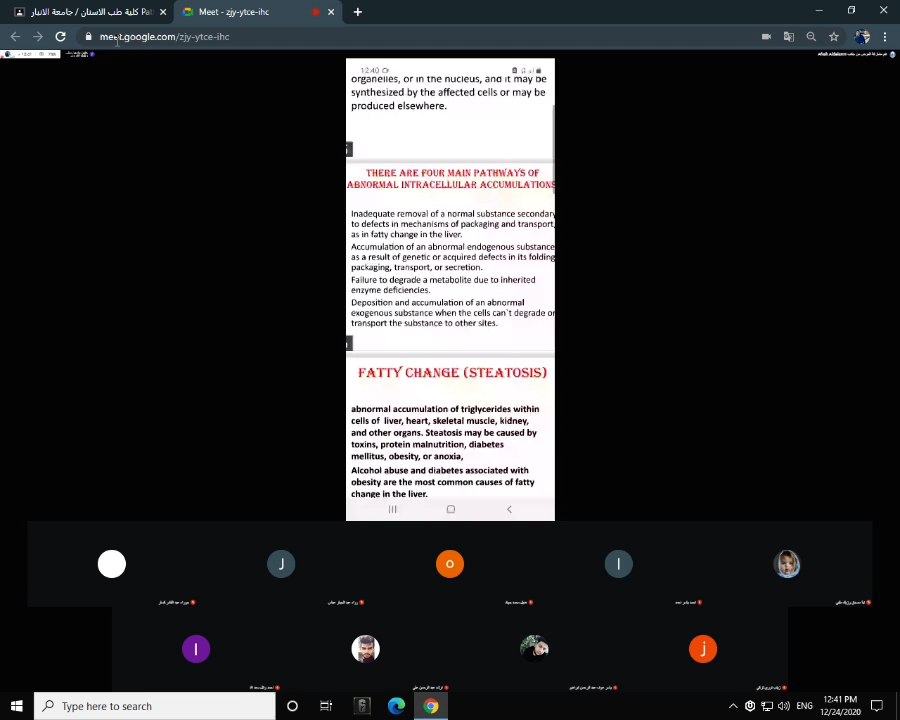 كلية طب الاسنان / جامعة الانبار Pat
Meet - zjy-ytce-ihc
meet.google.com/zjy-ytce-ihc
12:40
organelles, or in the nucleus, and it may be
synthesized by the affected cells or may be
produced elsewhere.
THERE ARE FOUR MAIN PATHWAYS OF
ABNORMAL INTRACELLULAR ACCUMULATIONS
Inadequate removal of a normal substance secondary
to defects in mechanisms of packaging and transport,
as in fatty change in the liver.
Accumulation of an abnormal endogenous substance
as a result of genetic or acquired defects in its folding
packaging, transport, or secretion.
Failure to degrade a metabolite due to inherited
enzyme deficiencies.
Deposition and accumulation of an abnormal
exogenous substance when the cells can`t degrade or
transport the substance to other sites.
FATTY CHANGE (STEATOSIS)
abnormal accumulation of triglycerides within
cells of liver, heart, skeletal muscle, kidney,
and other organs. Steatosis may be caused by
toxins, protein malnutrition, diabetes
mellitus, obesity, or anoxia,
Alcohol abuse and diabetes associated with
obesity are the most common causes of fatty
change in the liver.
J
o
I
I
j
Type here to search
ENG
12:41 PM
12/24/2020